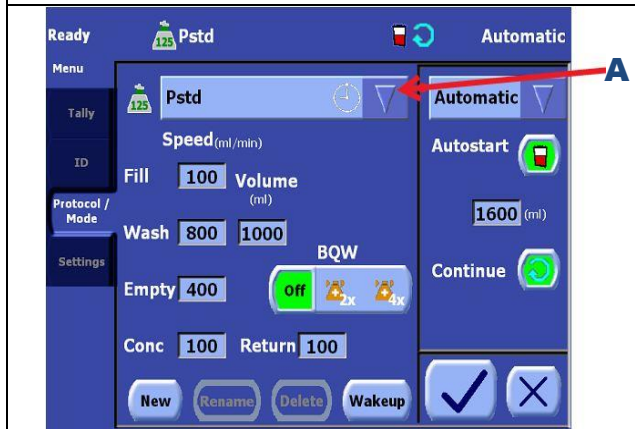 Ready 125 Pstd Automatic
Menu
Tally
ID
Protocol /
Mode
Settings
125 Pstd
Speed(ml/min)
Fill 100 Volume
(ml)
Wash 800 1000
BQW
Empty 400 Off 2x 4x
Conc 100 Return 100
New Rename Delete Wakeup
Automatic
Autostart
1600 (ml)
Continue
A